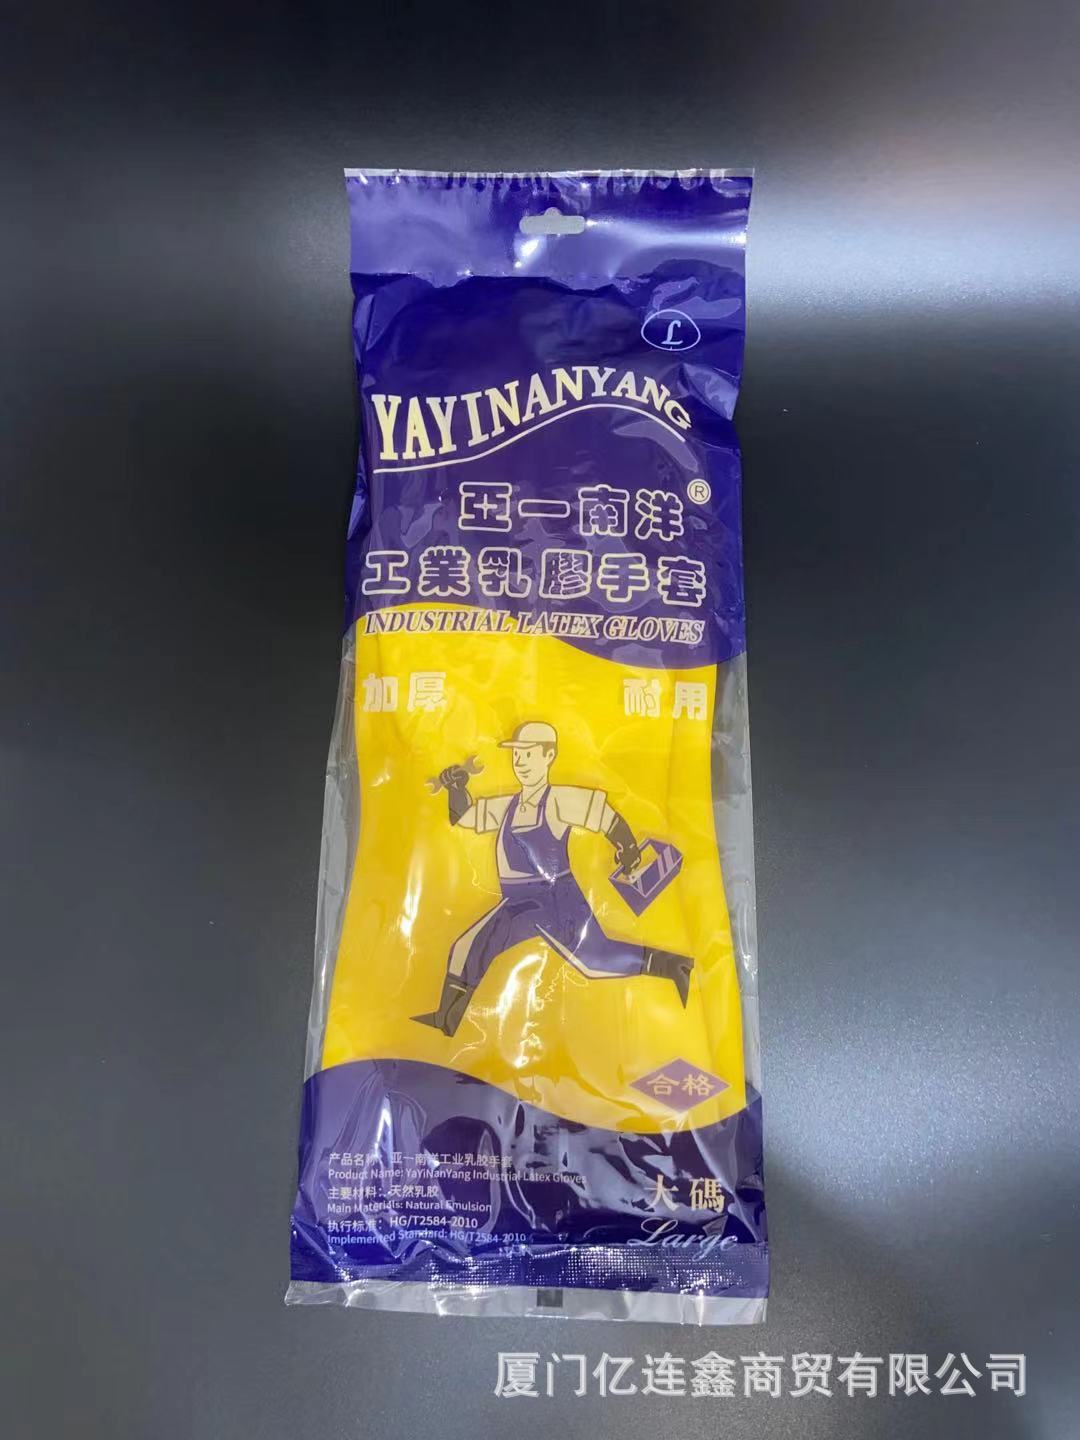 L
YAYINANYANG
亞一南洋®
工業乳膠手套
INDUSTRIAL LATEX GLOVES
加厚 耐用
合格
产品名称：亚一南洋工业乳胶手套
Product Name: YaYiNanYang Industrial Latex Gloves
主要材料：天然乳胶
Main Materials: Natural Emulsion
执行标准：HG/T2584-2010
Implemented Standard: HG/T2584-2010
大碼
Large
厦门亿连鑫商贸有限公司